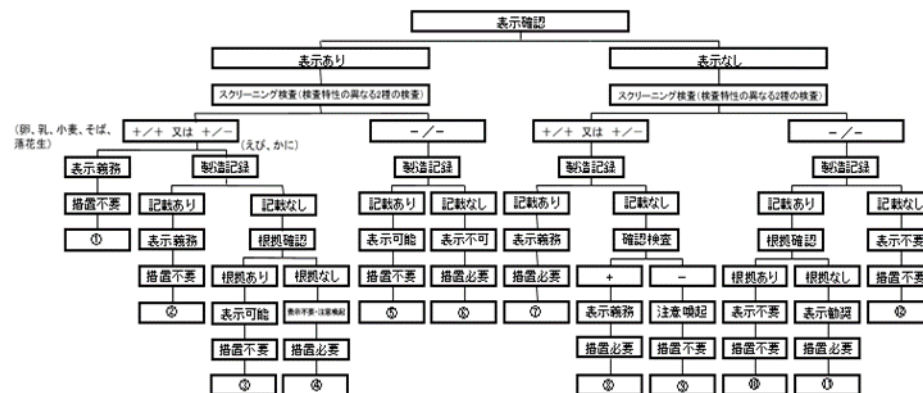 表示確認
表示あり
表示なし
スクリーニング検査(検査特性の異なる2種の検査)
スクリーニング検査(検査特性の異なる2種の検査)
(卵、乳、小麦、そば、
落花生)
+/+ 又は +/-
(えび、かに)
-/-
+/+ 又は +/-
-/-
表示義務
製造記録
製造記録
製造記録
製造記録
措置不要
記載あり
記載なし
記載あり
記載なし
記載あり
記載なし
記載あり
記載なし
①
表示義務
根拠確認
表示可能
表示不可
表示義務
確認検査
根拠確認
表示不要
措置不要
根拠あり
根拠なし
措置不要
措置必要
措置必要
+
-
根拠あり
根拠なし
措置不要
②
表示可能
表示不要・注意喚起
⑤
⑥
⑦
表示義務
注意喚起
表示不要
表示勧奨
⑫
措置不要
措置必要
措置必要
措置不要
措置不要
措置必要
③
④
⑧
⑨
⑩
⑪